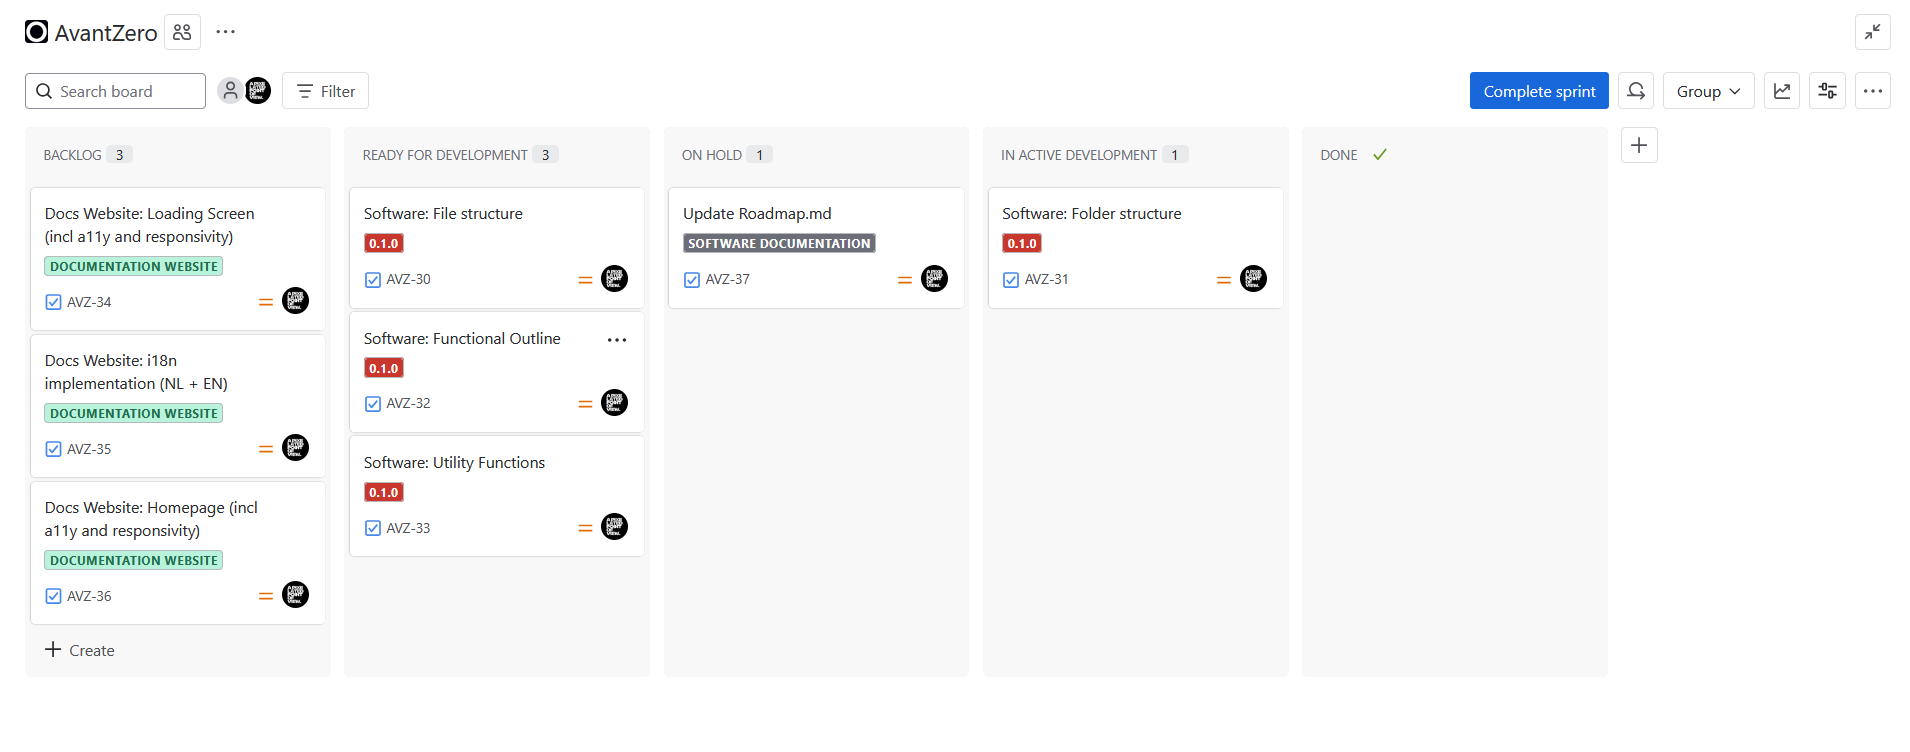 AvantZero
Search board
Filter
Complete sprint
Group
BACKLOG 3
Docs Website: Loading Screen
(incl a11y and responsivity)
DOCUMENTATION WEBSITE
AVZ-34
Docs Website: i18n
implementation (NL + EN)
DOCUMENTATION WEBSITE
AVZ-35
Docs Website: Homepage (incl
a11y and responsivity)
DOCUMENTATION WEBSITE
AVZ-36
Create
READY FOR DEVELOPMENT 3
Software: File structure
0.1.0
AVZ-30
Software: Functional Outline
0.1.0
AVZ-32
Software: Utility Functions
0.1.0
AVZ-33
ON HOLD 1
Update Roadmap.md
SOFTWARE DOCUMENTATION
AVZ-37
IN ACTIVE DEVELOPMENT 1
Software: Folder structure
0.1.0
AVZ-31
DONE